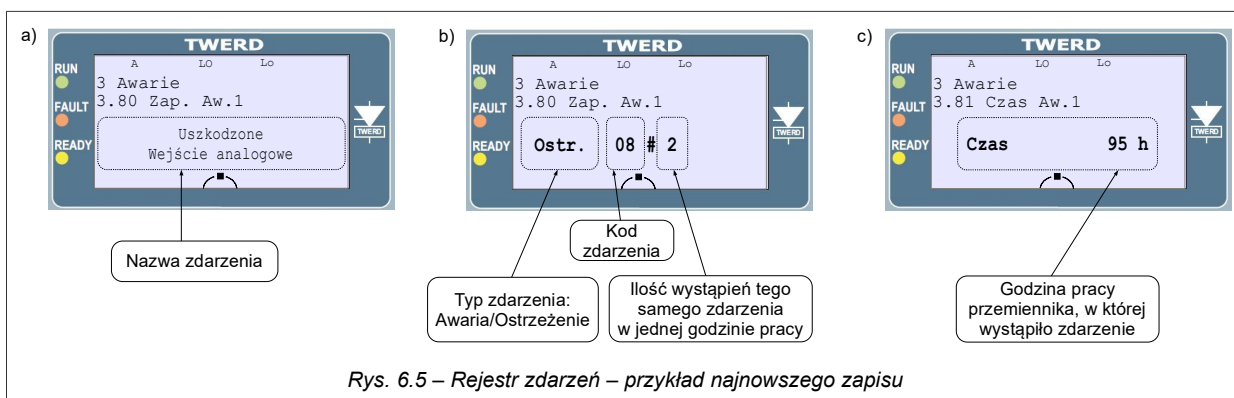 a)
TWERD
A LO Lo
RUN
3 Awarie
3.80 Zap. Aw.1
FAULT
Uszkodzone
Wejście analogowe
READY
TWERD
Nazwa zdarzenia
b)
TWERD
A LO Lo
RUN
3 Awarie
3.80 Zap. Aw.1
FAULT
Ostr. 08 # 2
READY
TWERD
Kod
zdarzenia
Typ zdarzenia:
Awaria/Ostrzeżenie
Ilość wystąpień tego
samego zdarzenia
w jednej godzinie pracy
c)
TWERD
A LO Lo
RUN
3 Awarie
3.81 Czas Aw.1
FAULT
Czas 95 h
READY
TWERD
Godzina pracy
przemiennika, w której
wystąpiło zdarzenie
Rys. 6.5 – Rejestr zdarzeń – przykład najnowszego zapisu